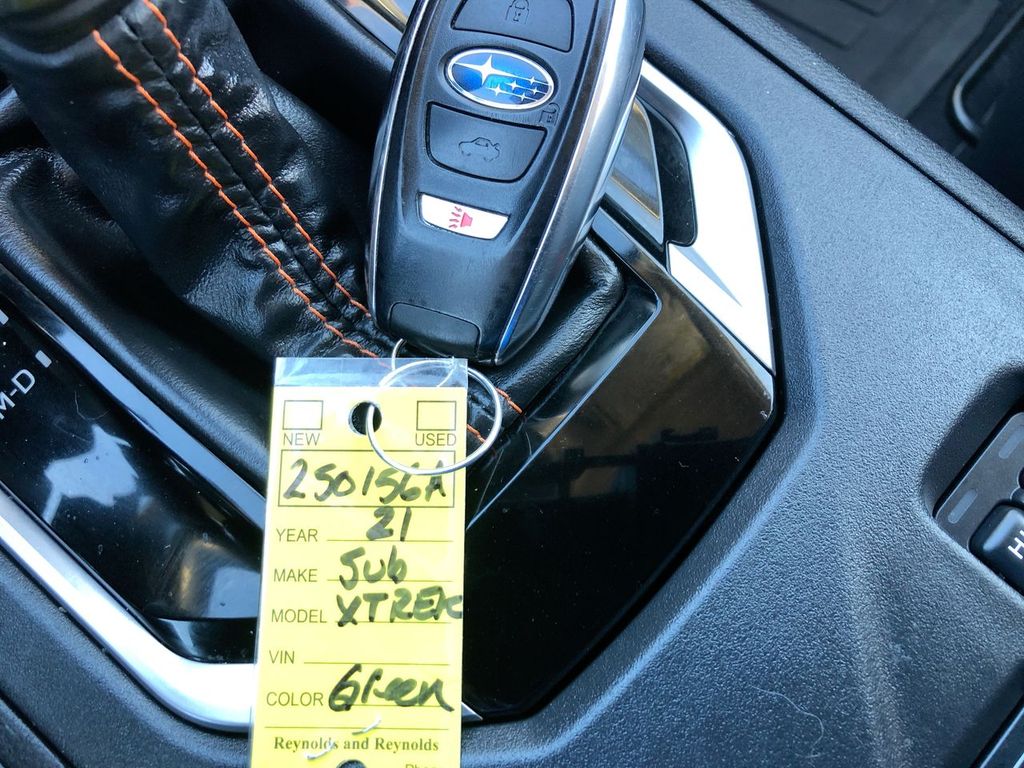 M-D
NEW USED
250156A
YEAR 21
MAKE Sub
MODEL XTREK
VIN
COLOR Green
Reynolds and Reynolds